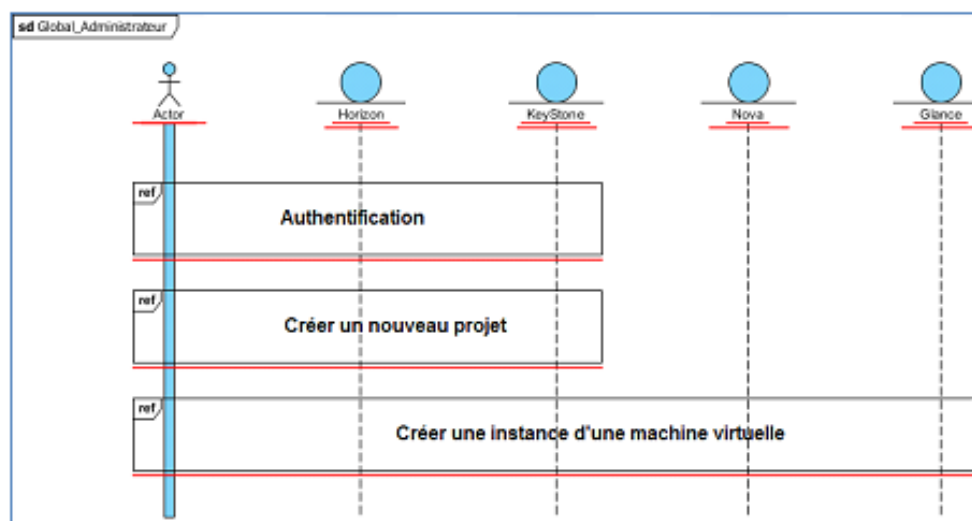 sd Global_Administrateur
Actor
Horizon
KeyStone
Nova
Glance
ref
Authentification
ref
Créer un nouveau projet
ref
Créer une instance d'une machine virtuelle